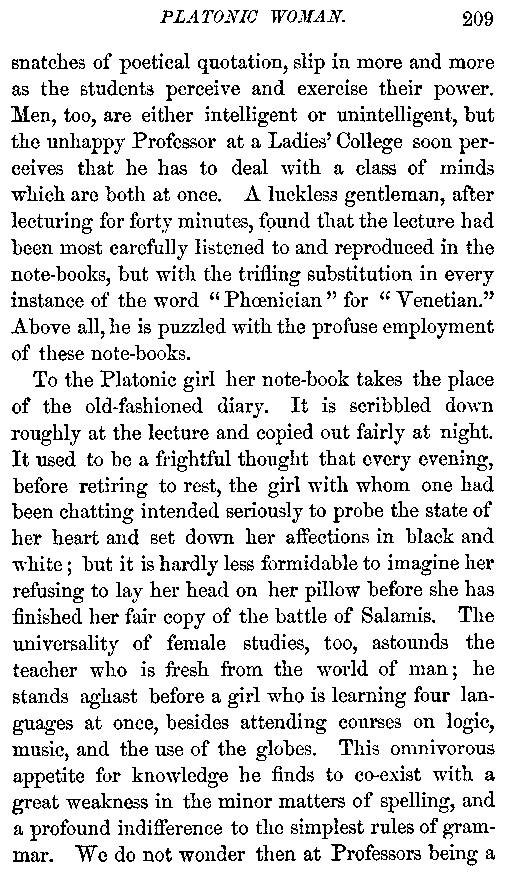 PLATONIC WOMAN. 209
snatches of poetical quotation, slip in more and more
as the students perceive and exercise their power.
Men, too, are either intelligent or unintelligent, but
the unhappy Professor at a Ladies' College soon per-
ceives that he has to deal with a class of minds
which are both at once. A luckless gentleman, after
lecturing for forty minutes, found that the lecture had
been most carefully listened to and reproduced in the
note-books, but with the trifling substitution in every
instance of the word "Phœnician" for "Venetian."
Above all, he is puzzled with the profuse employment
of these note-books.
To the Platonic girl her note-book takes the place
of the old-fashioned diary. It is scribbled down
roughly at the lecture and copied out fairly at night.
It used to be a frightful thought that every evening,
before retiring to rest, the girl with whom one had
been chatting intended seriously to probe the state of
her heart and set down her affections in black and
white; but it is hardly less formidable to imagine her
refusing to lay her head on her pillow before she has
finished her fair copy of the battle of Salamis. The
universality of female studies, too, astounds the
teacher who is fresh from the world of man; he
stands aghast before a girl who is learning four lan-
guages at once, besides attending courses on logic,
music, and the use of the globes. This omnivorous
appetite for knowledge he finds to co-exist with a
great weakness in the minor matters of spelling, and
a profound indifference to the simplest rules of gram-
mar. We do not wonder then at Professors being a